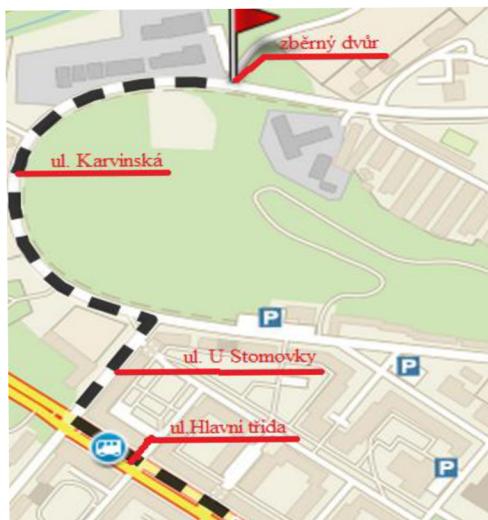 zběrný dvůr
ul. Karvinská
P
ul. U Stomovky
P
ul.Hlavni třida
P